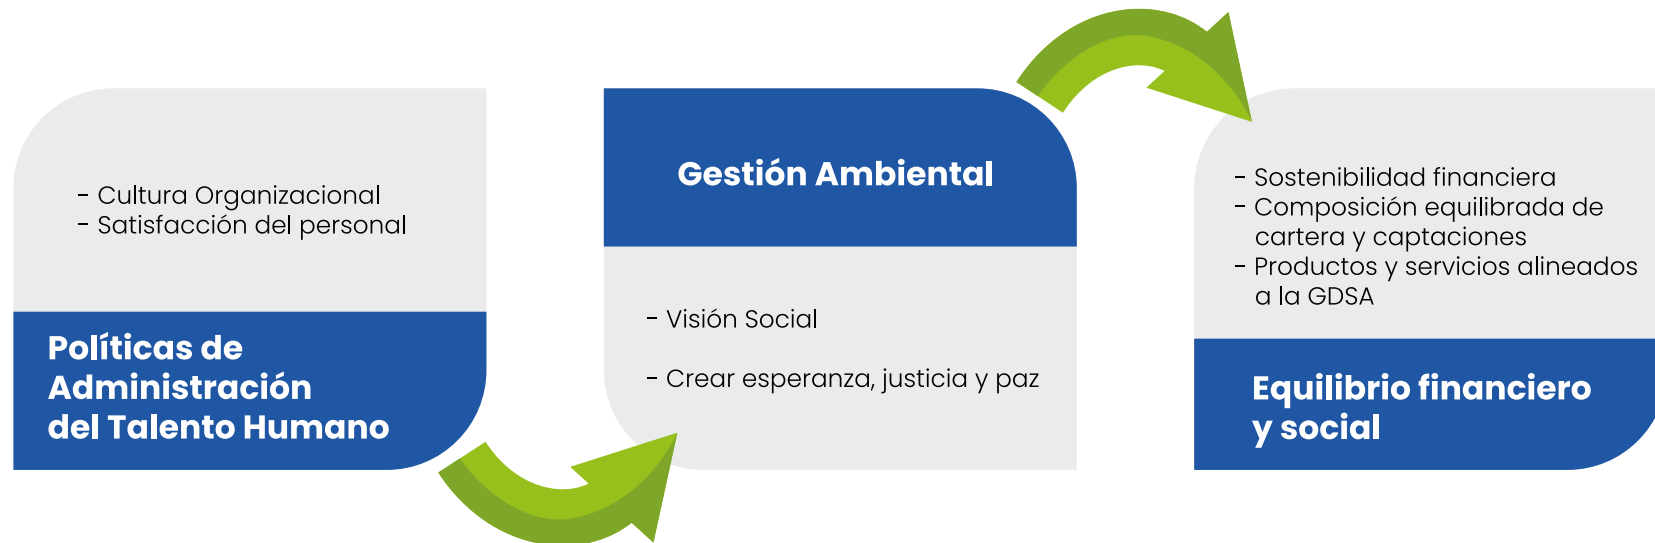 - Cultura Organizacional
- Satisfacción del personal
Políticas de
Administración
del Talento Humano
Gestión Ambiental
- Visión Social
- Crear esperanza, justicia y paz
- Sostenibilidad financiera
- Composición equilibrada de
cartera y captaciones
- Productos y servicios alineados
a la GDSA
Equilibrio financiero
y social